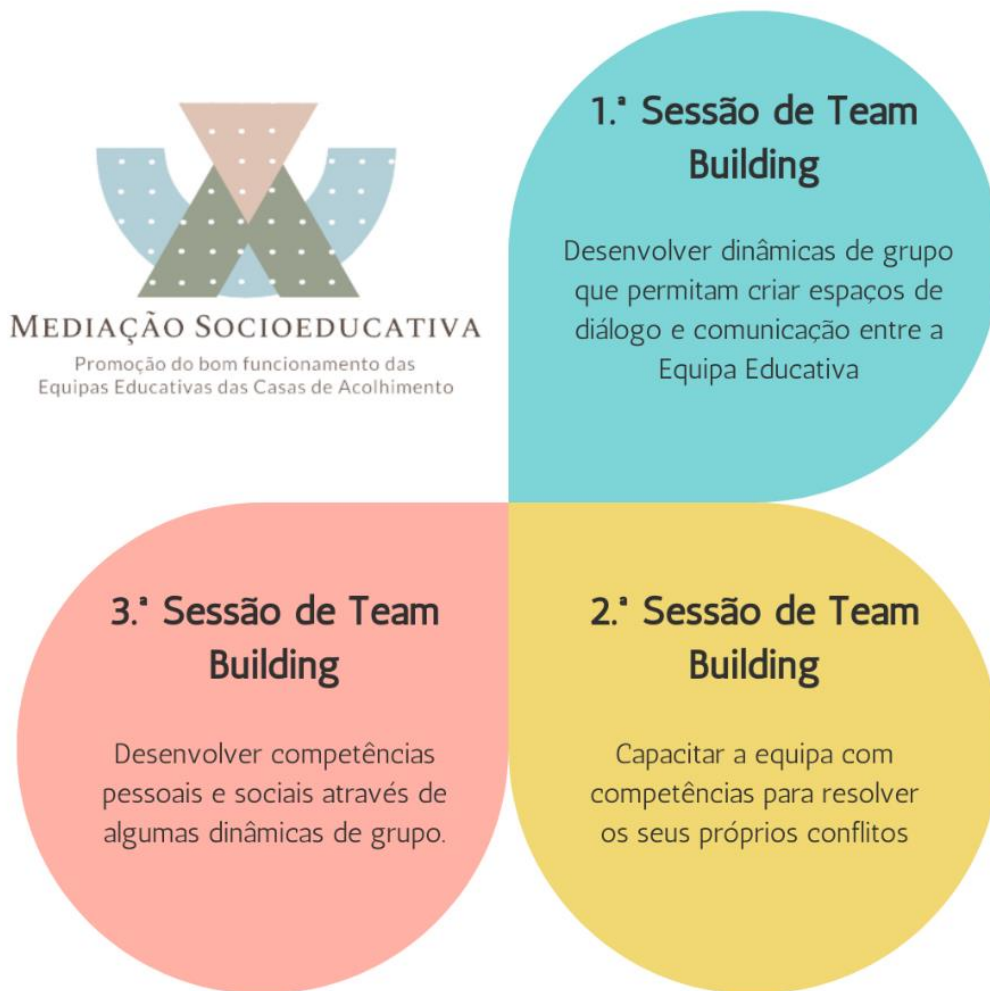 MEDIAÇÃO SOCIOEDUCATIVA
Promoção do bom funcionamento das
Equipas Educativas das Casas de Acolhimento
1.ª Sessão de Team
Building
Desenvolver dinâmicas de grupo
que permitam criar espaços de
diálogo e comunicação entre a
Equipa Educativa
2.ª Sessão de Team
Building
Capacitar a equipa com
competências para resolver
os seus próprios conflitos
3.ª Sessão de Team
Building
Desenvolver competências
pessoais e sociais através de
algumas dinâmicas de grupo.